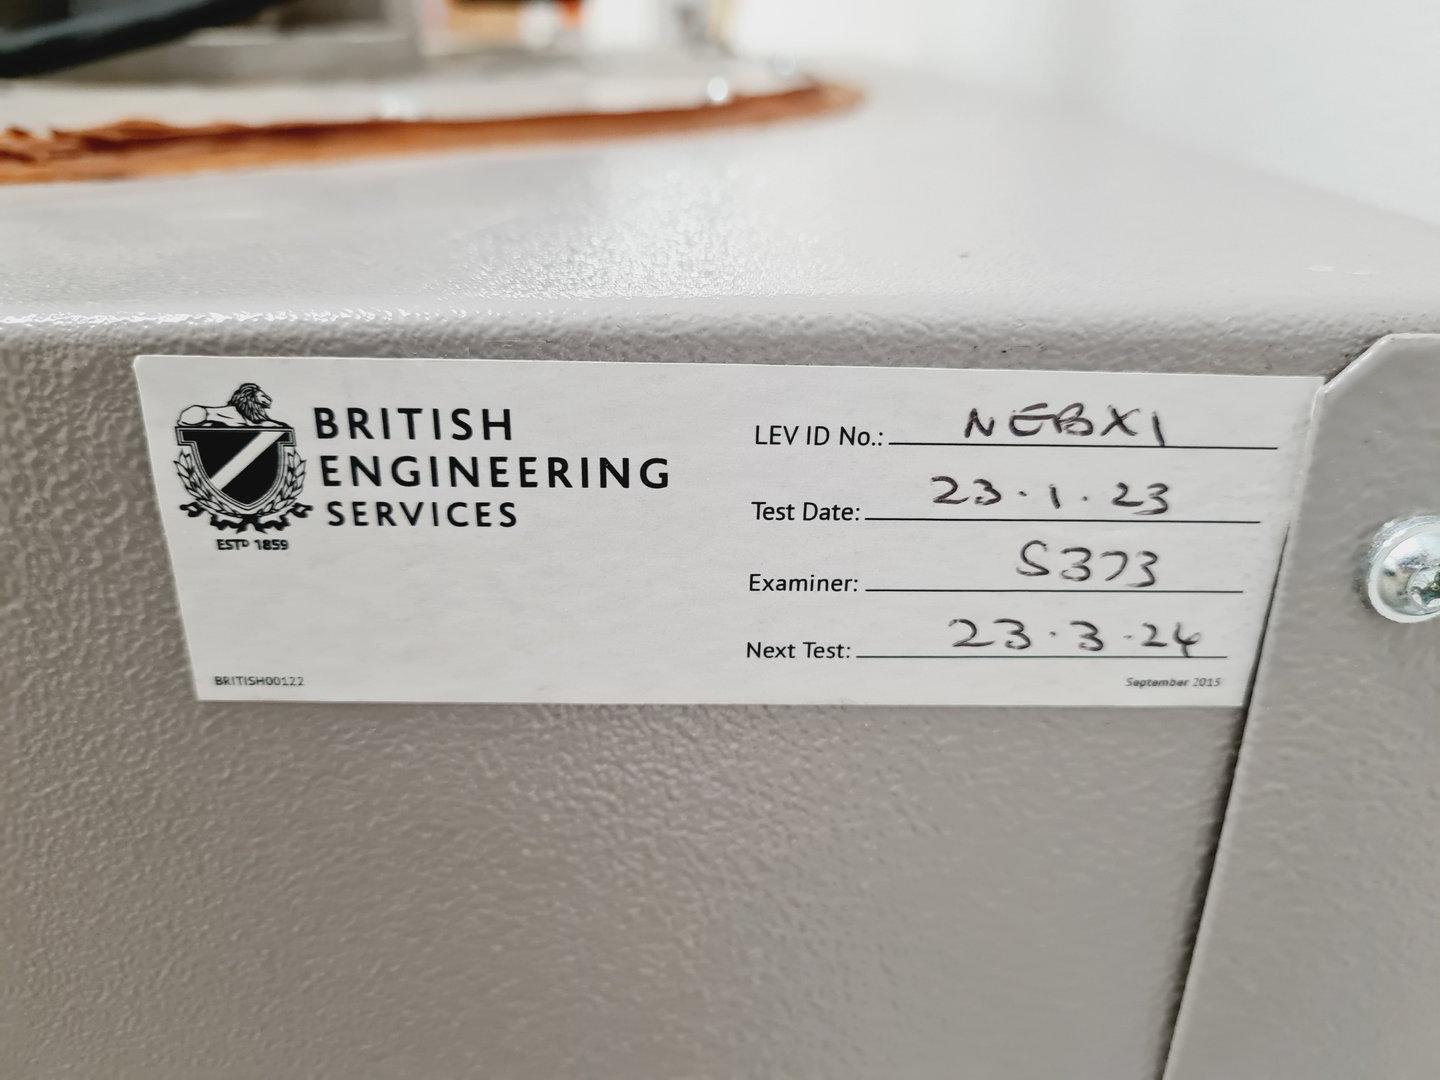 BRITISH
ENGINEERING
SERVICES
ESTD 1859
LEV ID No.: NEBX1
Test Date: 23.1.23
Examiner: S373
Next Test: 23.3.24
BRITISH00122
September 2015